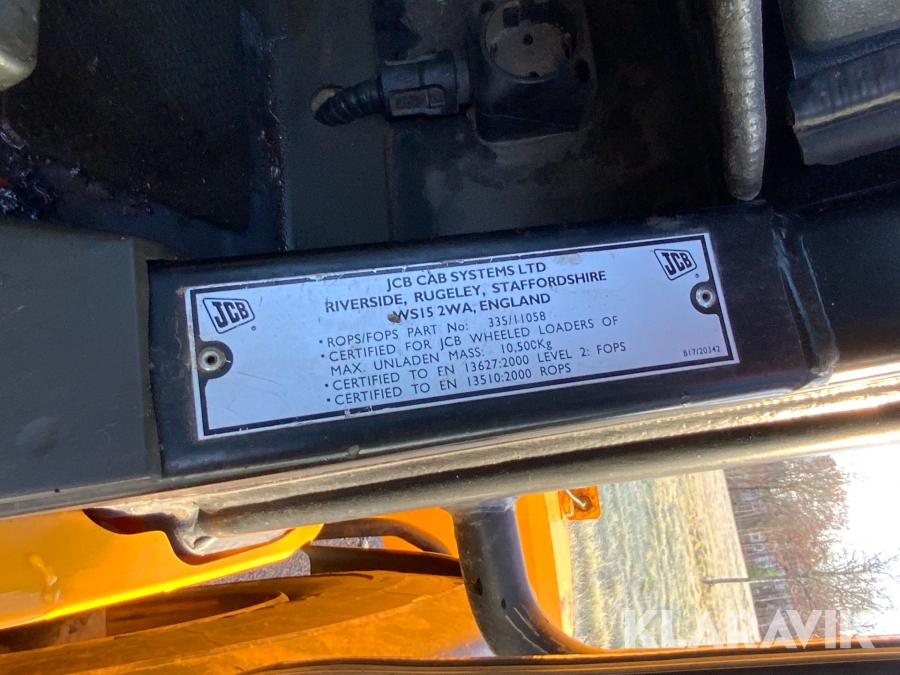 JCB
JCB CAB SYSTEMS LTD
JCB
RIVERSIDE, RUGELEY, STAFFORDSHIRE
WS15 2WA, ENGLAND
• ROPS/FOPS PART No: 335/11058
• CERTIFIED FOR JCB WHEELED LOADERS OF
MAX. UNLADEN MASS: 10,500Kg
• CERTIFIED TO EN 13627:2000 LEVEL 2: FOPS
• CERTIFIED TO EN 13510:2000 ROPS
817/20342
KLARAVIK